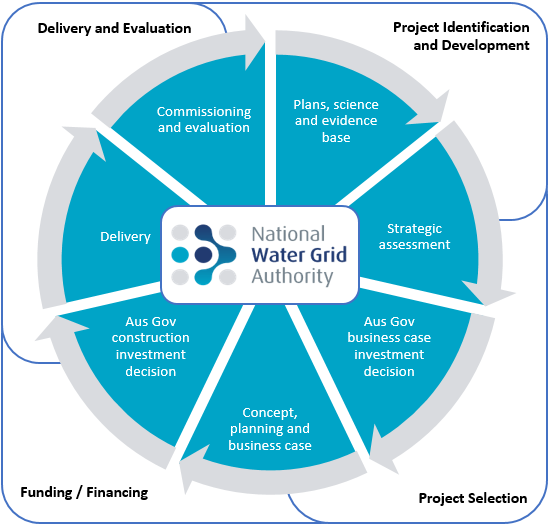 Delivery and Evaluation
Project Identification
and Development
Commissioning
and evaluation
Plans, science
and evidence
base
Delivery
Strategic
assessment
National
Water Grid
Authority
Aus Gov
construction
investment
decision
Aus Gov
business case
investment
decision
Concept,
planning and
business case
Funding / Financing
Project Selection